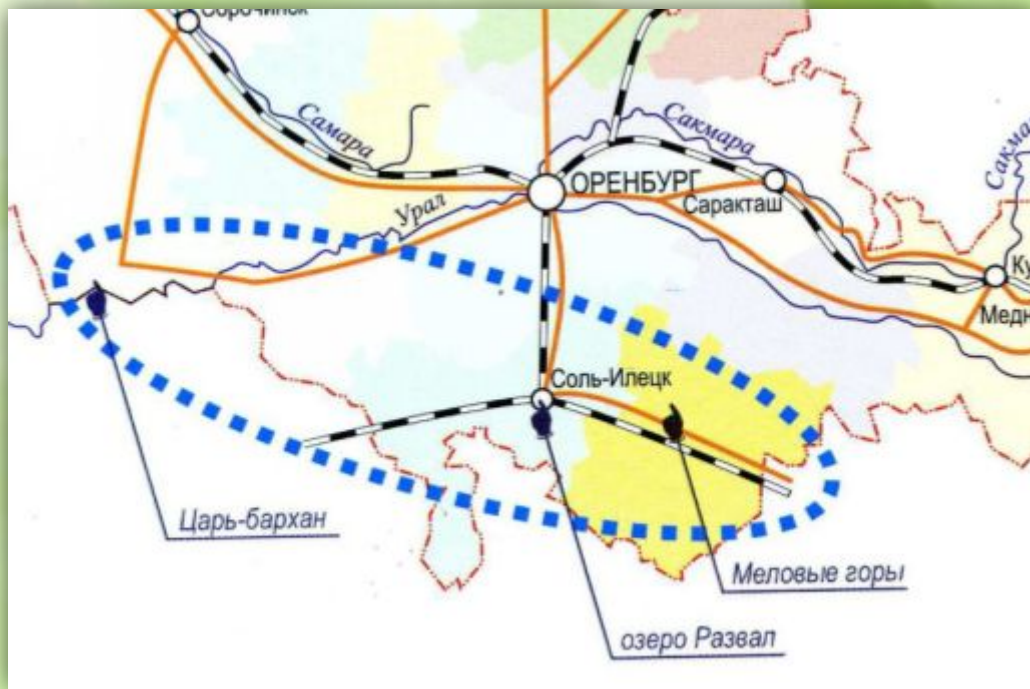 Самара
Сакмара
ОРЕНБУРГ
Саракташ
Урал
Соль-Илецк
Царь-бархан
Меловые горы
озеро Развал